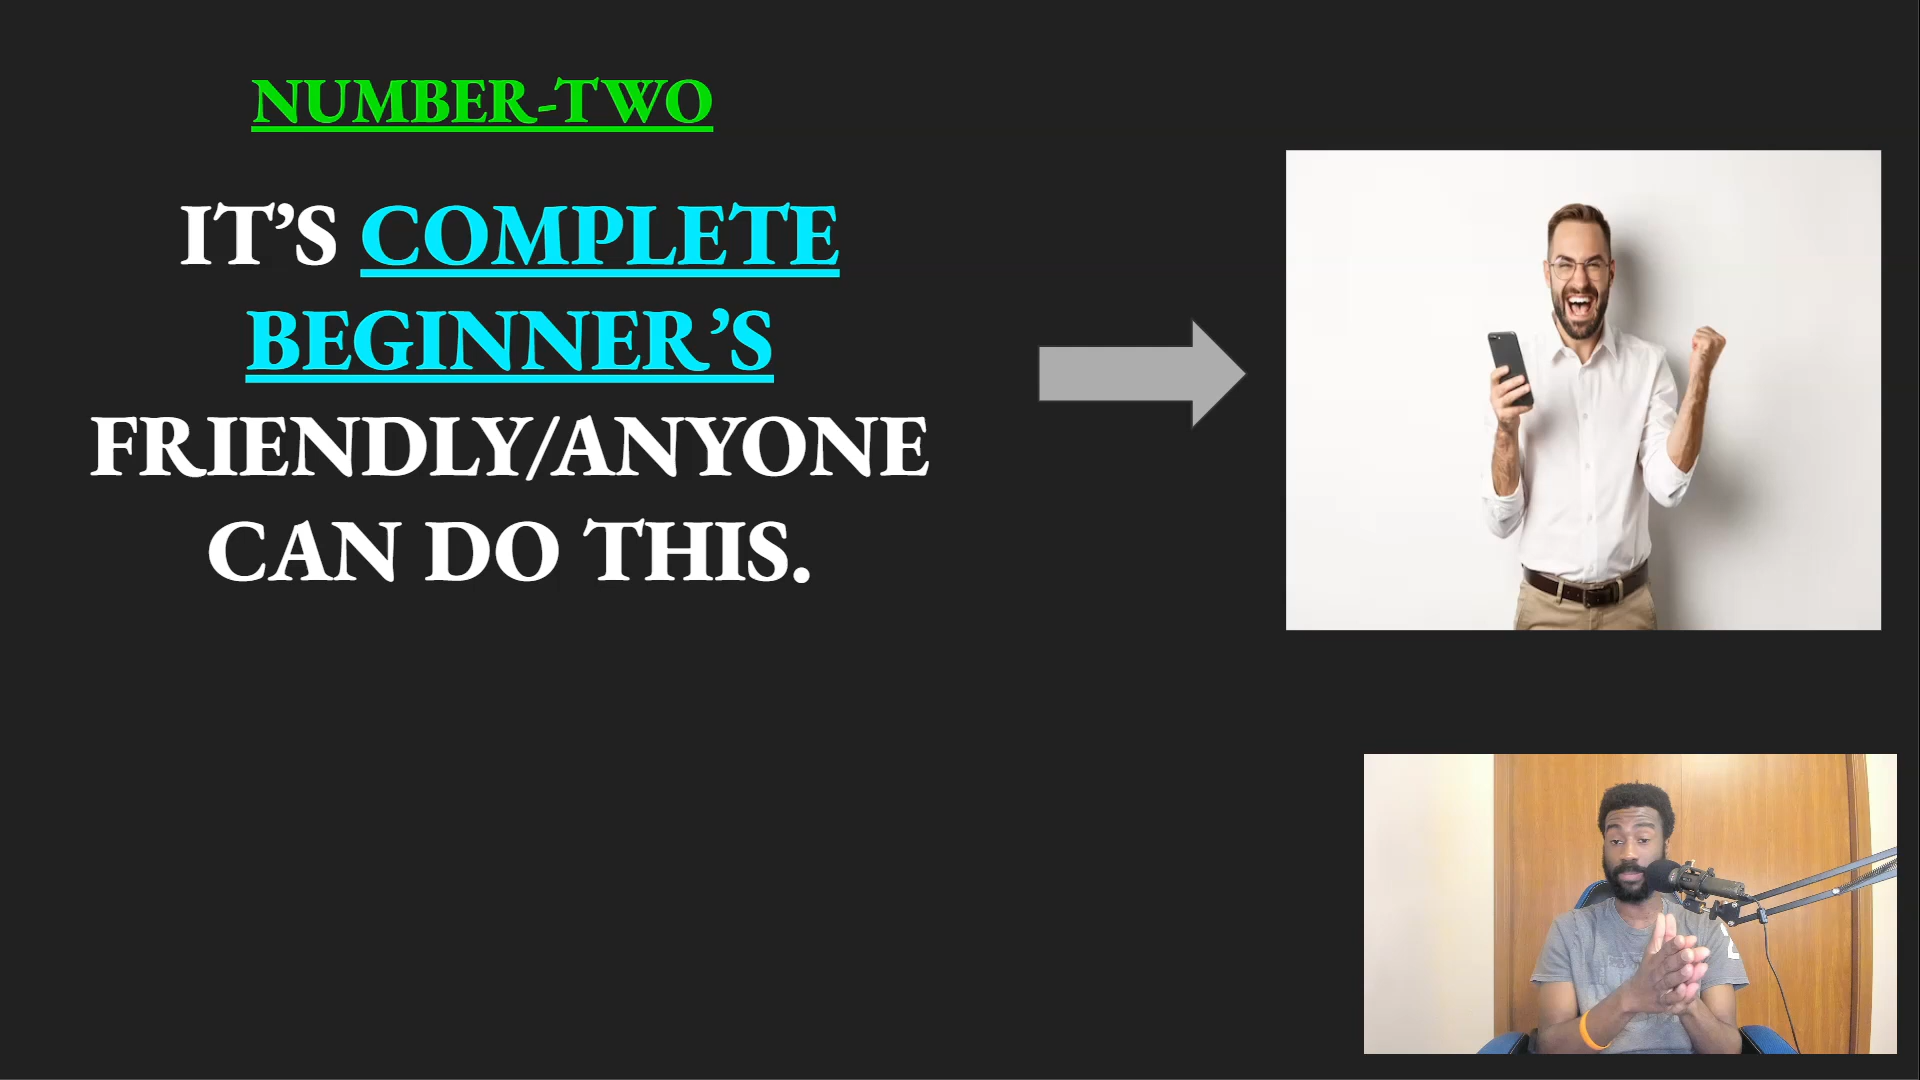 NUMBER-TWO
IT’S COMPLETE
BEGINNER’S
FRIENDLY/ANYONE
CAN DO THIS.